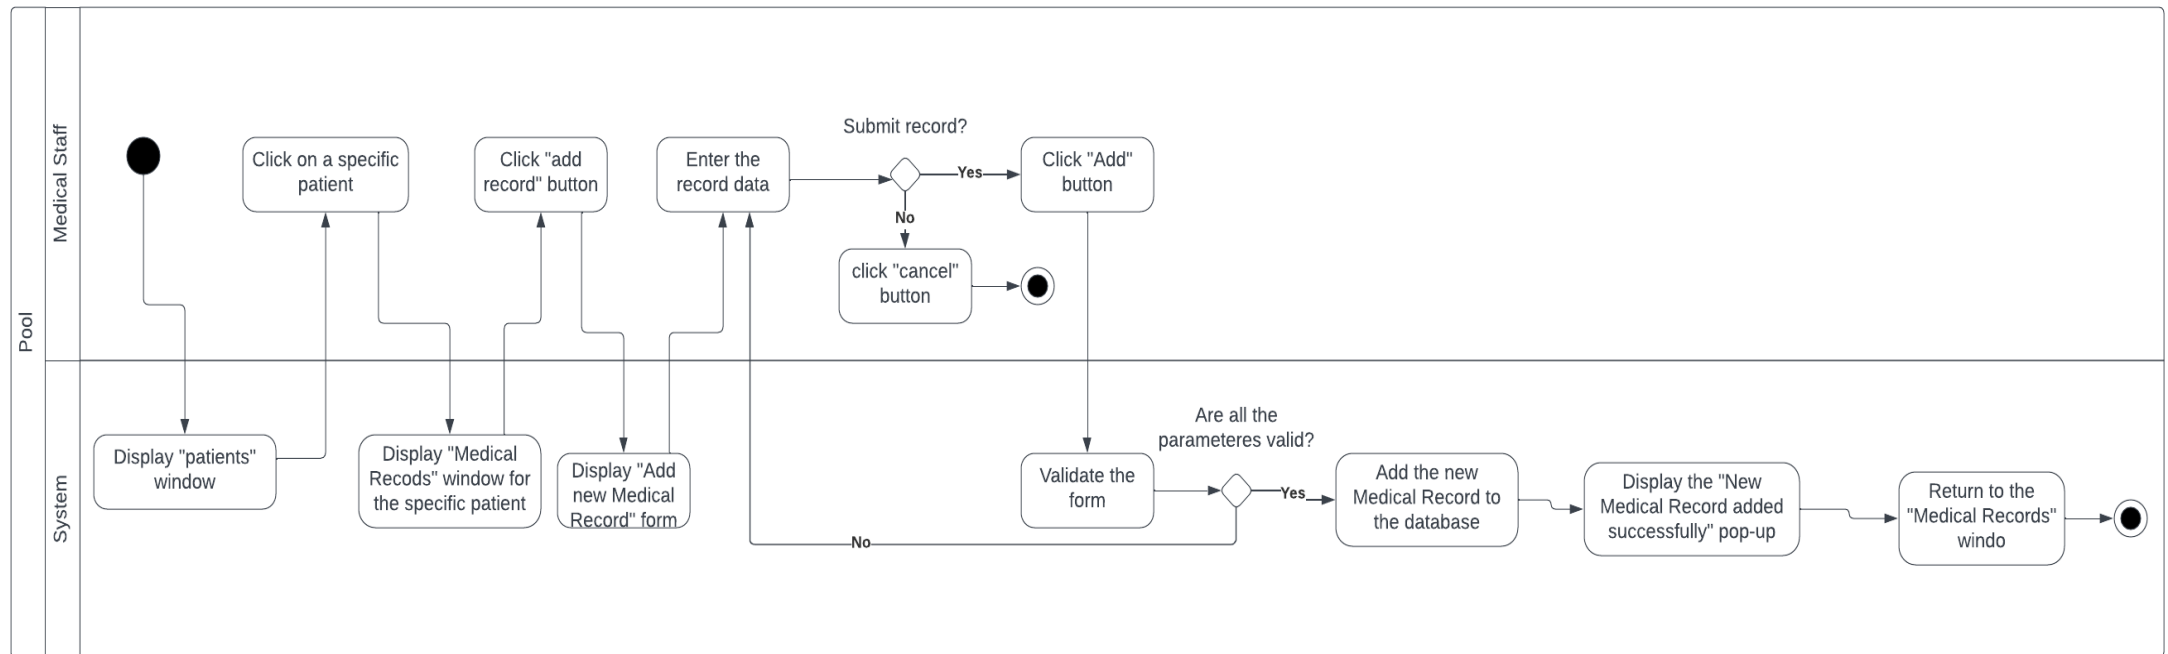 Pool
Medical Staff
System
Click on a specific
patient
Click "add
record" button
Enter the
record data
Submit record?
Yes
No
Click "Add"
button
click "cancel"
button
Display "patients"
window
Display "Medical
Recods" window for
the specific patient
Display "Add
new Medical
Record" form
Validate the
form
Are all the
parameteres valid?
Yes
No
Add the new
Medical Record to
the database
Display the "New
Medical Record added
successfully" pop-up
Return to the
"Medical Records"
windo